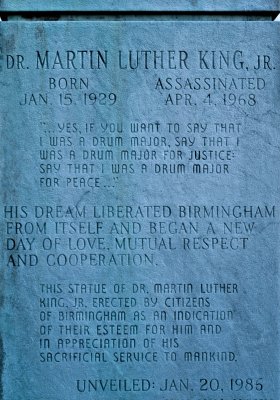 DR. MARTIN LUTHER KING, JR.
BORN ASSASSINATED
JAN. 15, 1929 APR. 4, 1968
"...YES, IF YOU WANT TO SAY THAT
I WAS A DRUM MAJOR, SAY THAT I
WAS A DRUM MAJOR FOR JUSTICE.
SAY THAT I WAS A DRUM MAJOR
FOR PEACE..."
HIS DREAM LIBERATED BIRMINGHAM
FROM ITSELF AND BEGAN A NEW
DAY OF LOVE, MUTUAL RESPECT
AND COOPERATION.
THIS STATUE OF DR. MARTIN LUTHER
KING, JR. ERECTED BY CITIZENS
OF BIRMINGHAM AS AN INDICATION
OF THEIR ESTEEM FOR HIM AND
IN APPRECIATION OF HIS
SACRIFICIAL SERVICE TO MANKIND.
UNVEILED: JAN. 20, 1986